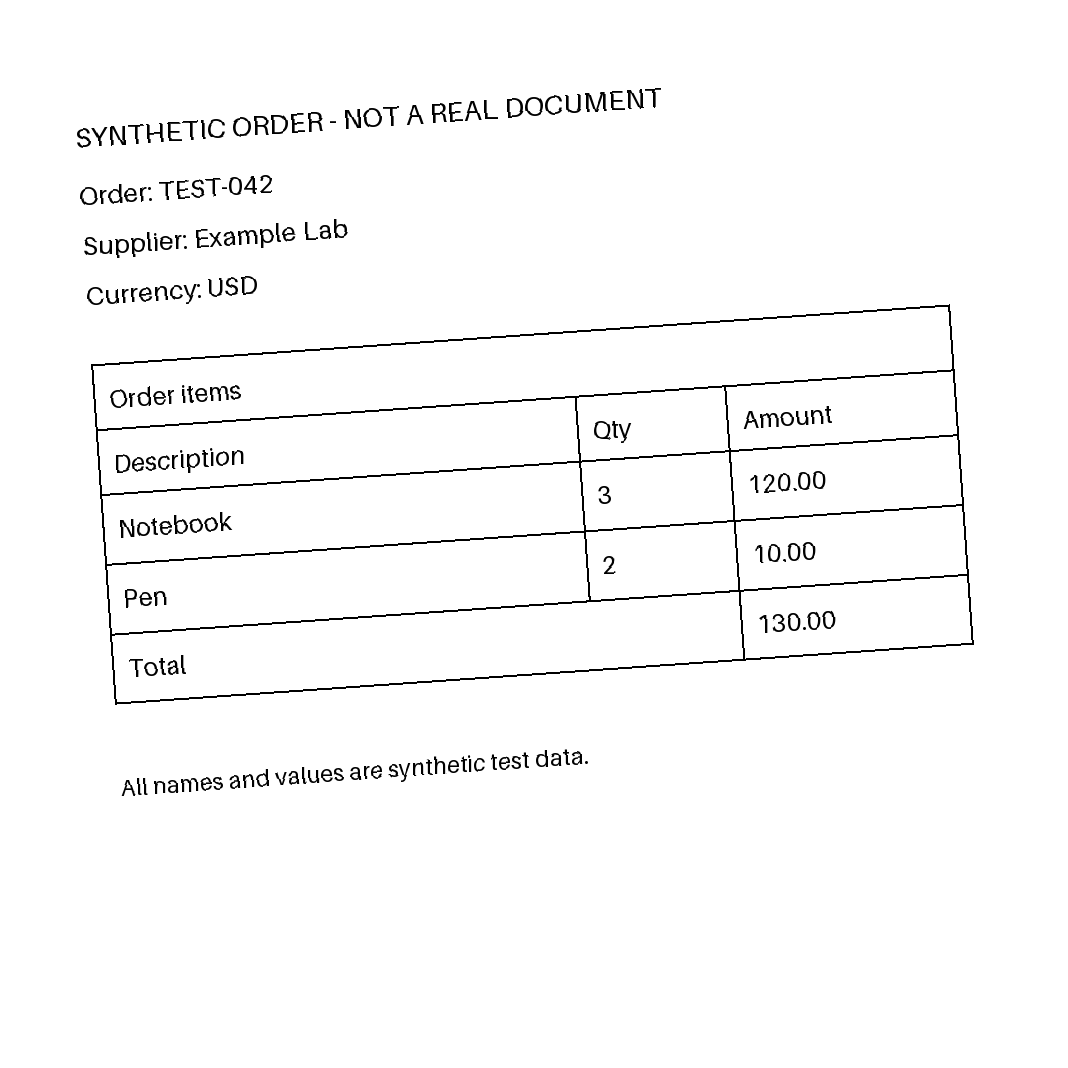 SYNTHETIC ORDER - NOT A REAL DOCUMENT
Order: TEST-042
Supplier: Example Lab
Currency: USD
Order items
Description Qty Amount
Notebook 3 120.00
Pen 2 10.00
Total 130.00
All names and values are synthetic test data.